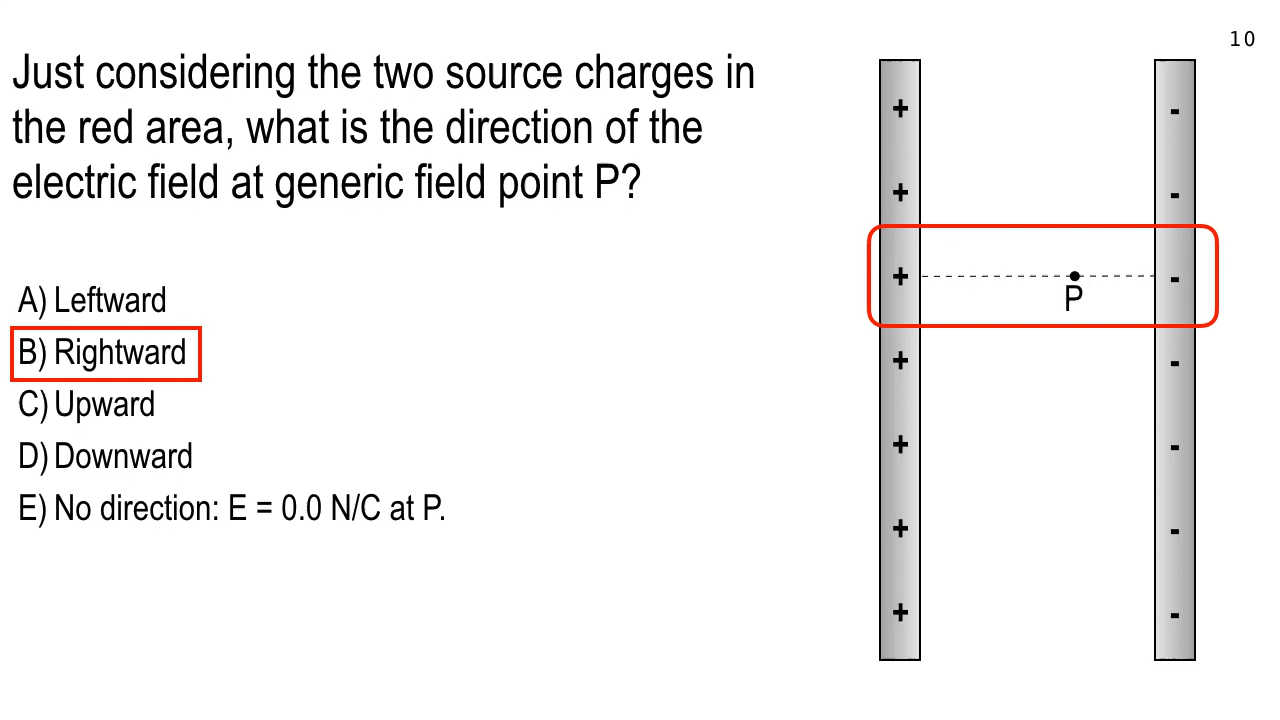 10
Just considering the two source charges in
the red area, what is the direction of the
electric field at generic field point P?
A) Leftward
B) Rightward
C) Upward
D) Downward
E) No direction: E = 0.0 N/C at P.
+ -
+ -
+ -
P
+ -
+ -
+ -
+ -